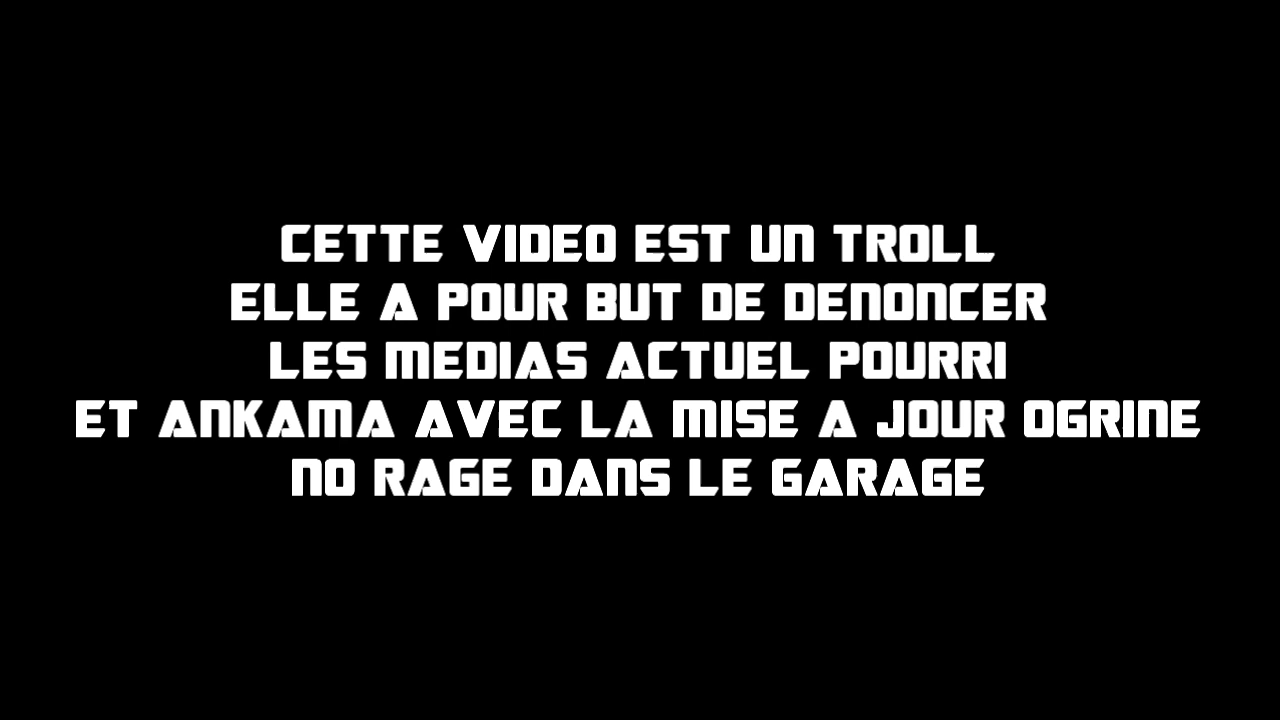 CETTE VIDEO EST UN TROLL
ELLE A POUR BUT DE DENONCER
LES MEDIAS ACTUEL POURRI
ET ANKAMA AVEC LA MISE A JOUR OGRINE
NO RAGE DANS LE GARAGE